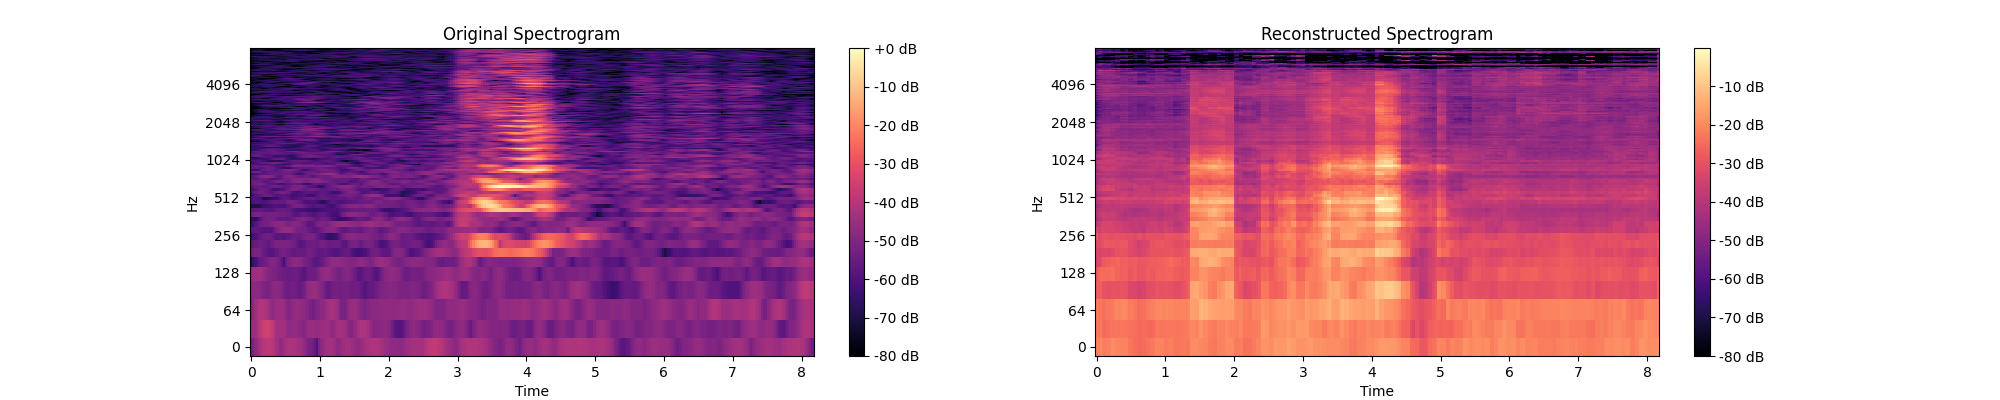 Original Spectrogram
Hz
4096
2048
1024
512
256
128
64
0
0 1 2 3 4 5 6 7 8
Time
+0 dB
-10 dB
-20 dB
-30 dB
-40 dB
-50 dB
-60 dB
-70 dB
-80 dB
Reconstructed Spectrogram
Hz
4096
2048
1024
512
256
128
64
0
0 1 2 3 4 5 6 7 8
Time
-10 dB
-20 dB
-30 dB
-40 dB
-50 dB
-60 dB
-70 dB
-80 dB